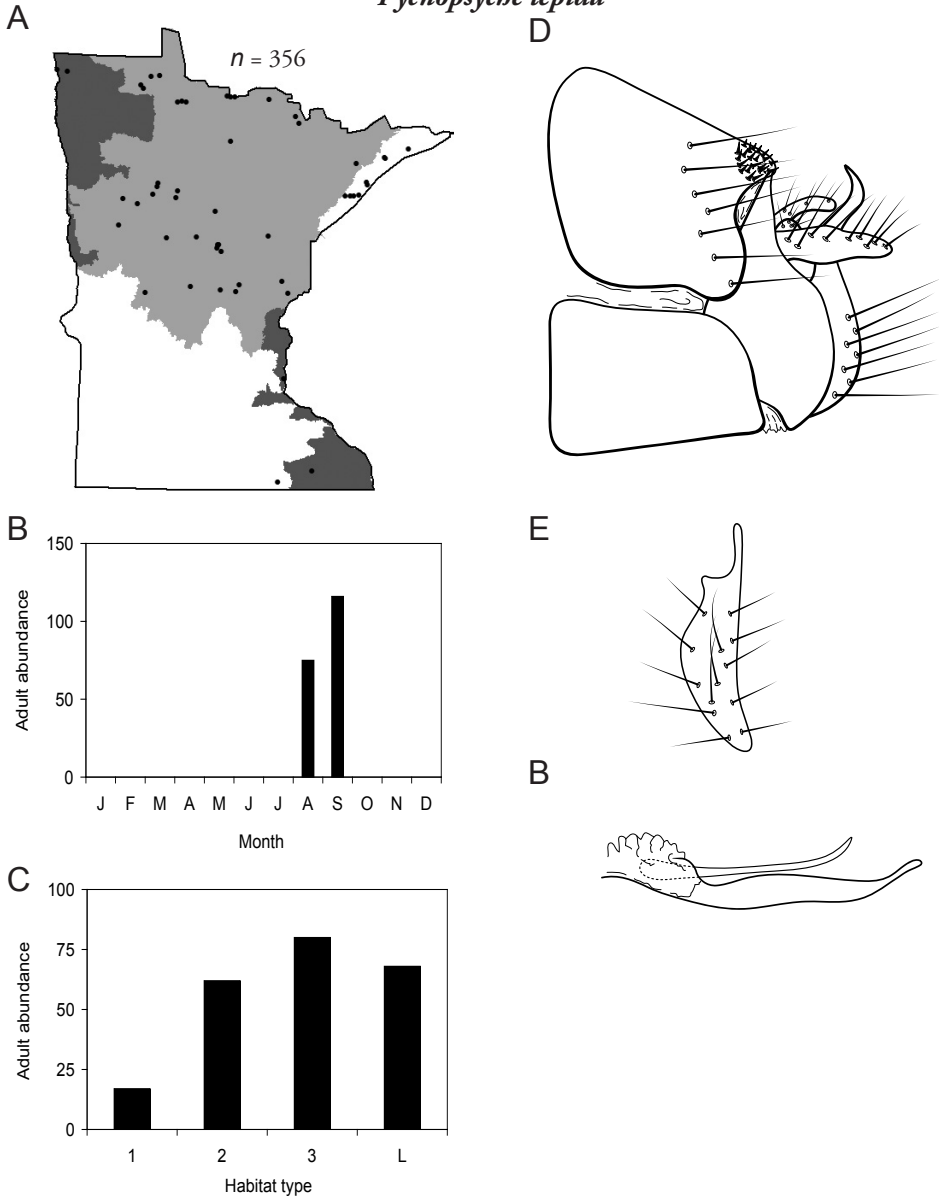 Pycnopsyche lepida
A
n = 356
B
150
100
50
0
Adult abundance
J F M A M J J A S O N D
Month
C
100
75
50
25
0
Adult abundance
1 2 3 L
Habitat type
D
E
B